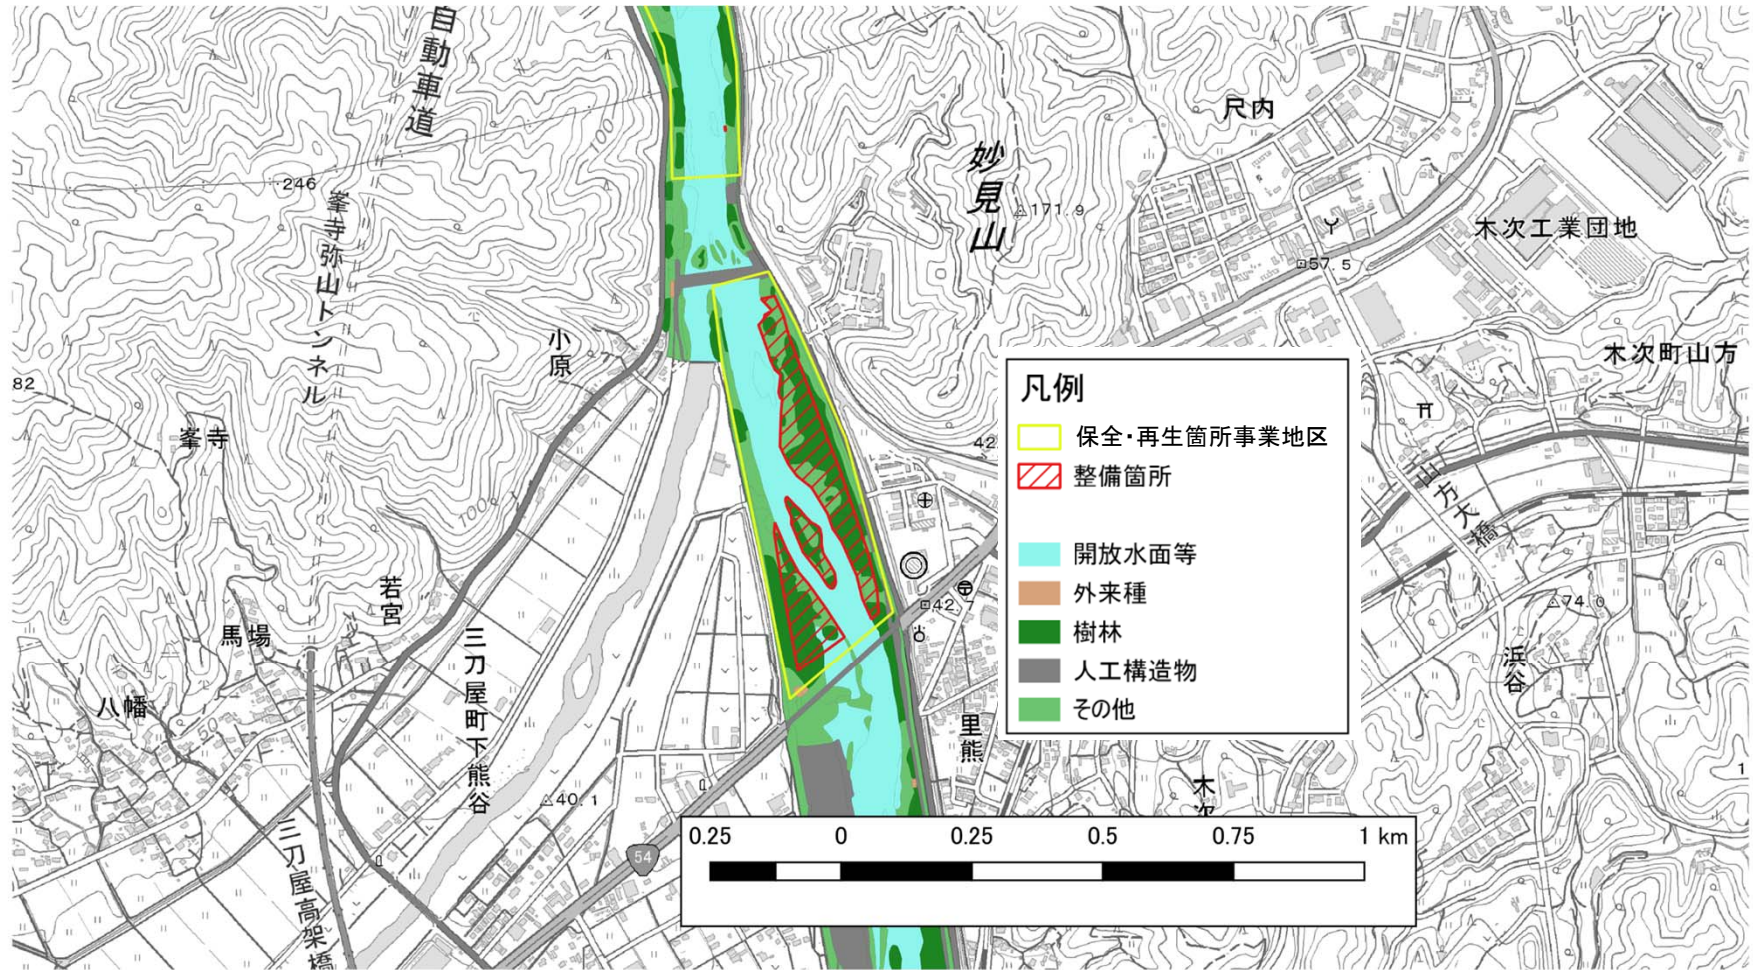 自動車道
尺内
妙見山
171.9
246
峯寺弥山トンネル
木次工業団地
57.5
小原
木次町山方
82
峯寺
42
100
若宮
馬場
三刀屋町下熊谷
八幡
42.7
山方大橋
74.0
浜谷
里熊
木次
40.1
54
三刀屋高架橋
凡例
保全・再生箇所事業地区
整備箇所
開放水面等
外来種
樹林
人工構造物
その他
0.25 0 0.25 0.5 0.75 1 km